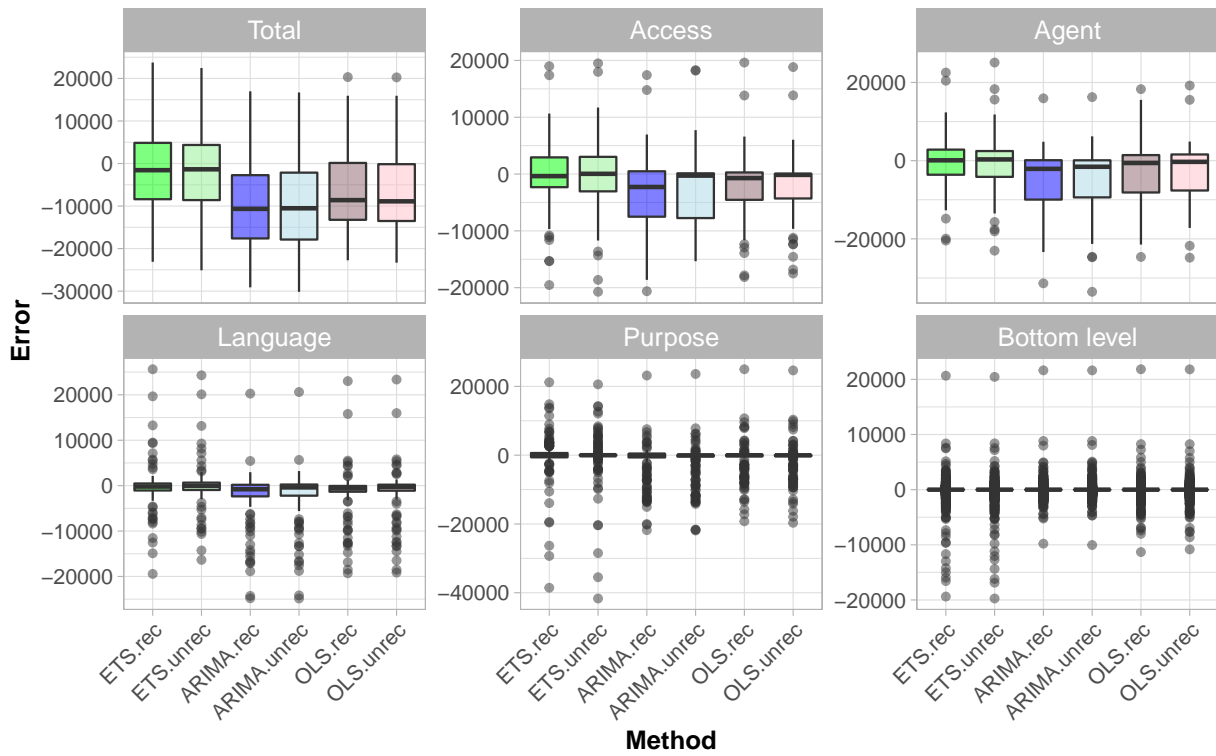 Total
Access
Agent
20000
10000
0
−10000
−20000
−30000
20000
10000
0
−10000
−20000
20000
0
−20000
Error
Language
Purpose
Bottom level
20000
10000
0
−10000
−20000
20000
0
−20000
−40000
20000
10000
0
−10000
−20000
ETS.rec
ETS.unrec
ARIMA.rec
ARIMA.unrec
OLS.rec
OLS.unrec
ETS.rec
ETS.unrec
ARIMA.rec
ARIMA.unrec
OLS.rec
OLS.unrec
ETS.rec
ETS.unrec
ARIMA.rec
ARIMA.unrec
OLS.rec
OLS.unrec
Method